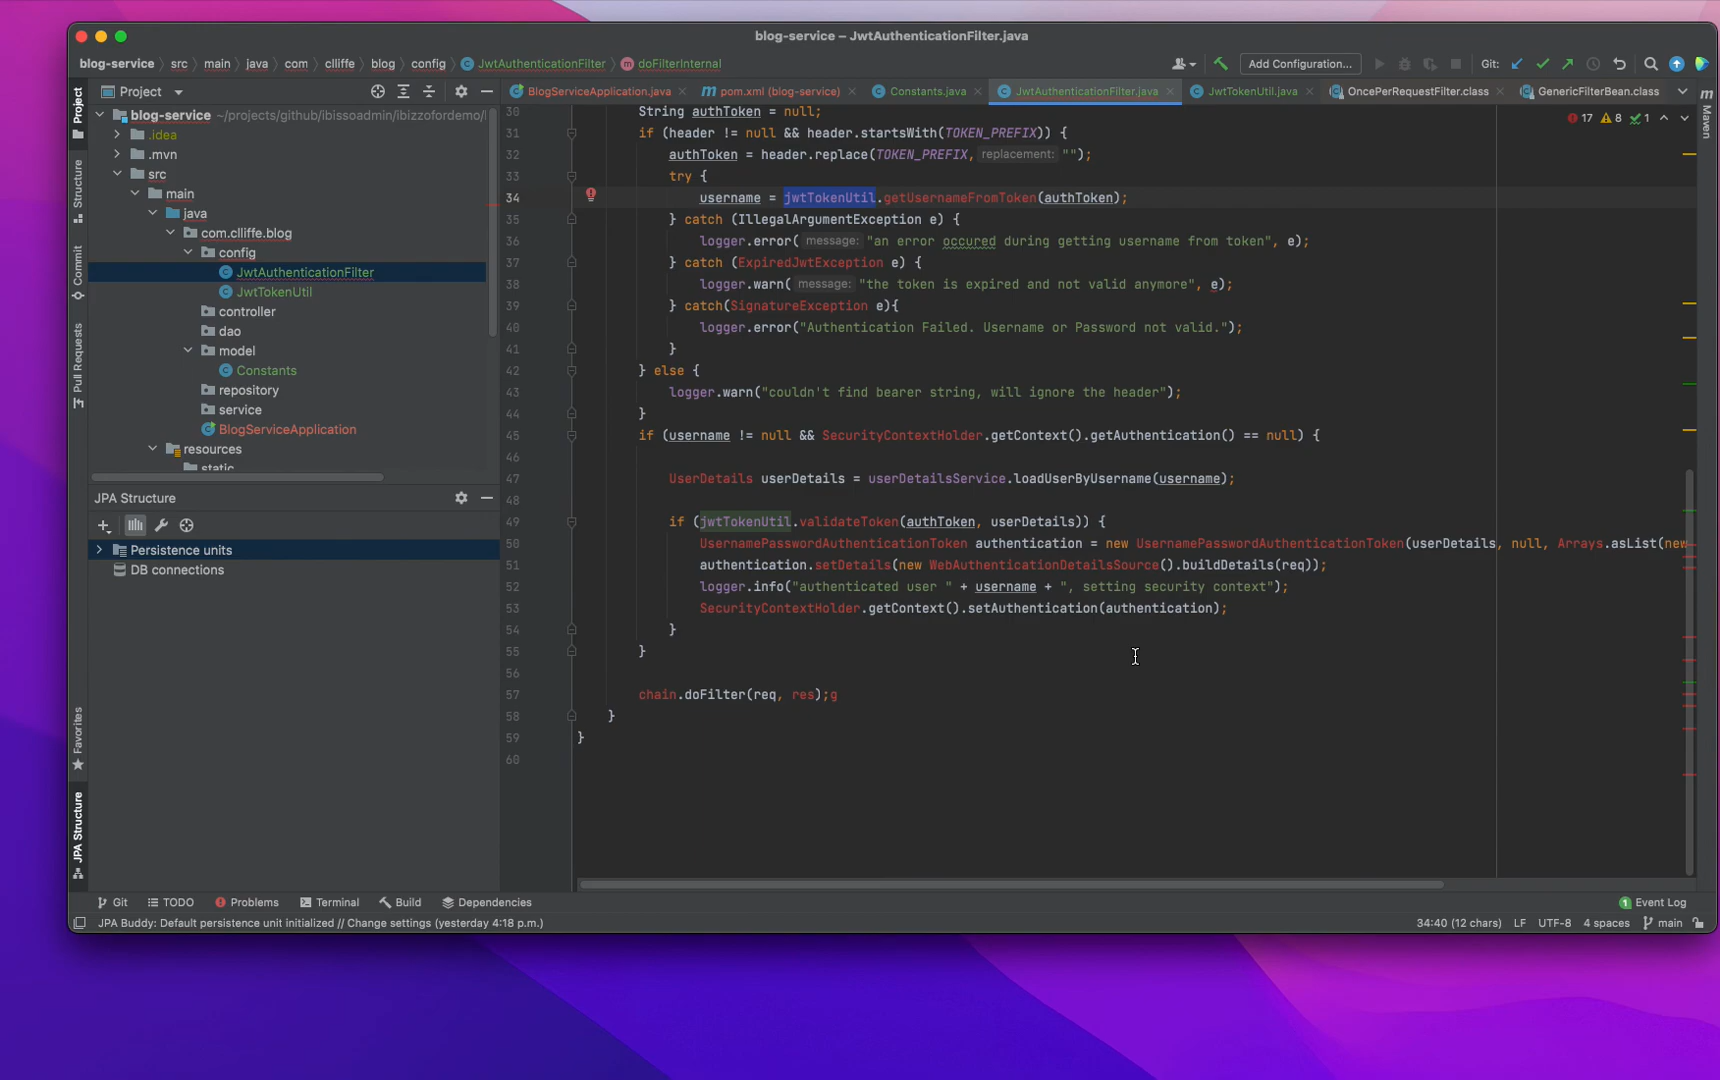 blog-service – JwtAuthenticationFilter.java
blog-service src main java com clliffe blog config JwtAuthenticationFilter doFilterInternal Add Configuration... Git:
Project
BlogServiceApplication.java pom.xml (blog-service) Constants.java JwtAuthenticationFilter.java JwtTokenUtil.java OncePerRequestFilter.class GenericFilterBean.class
Project
Structure
Commit
Pull Requests
Favorites
JPA Structure
Maven
blog-service ~/projects/github/ibissoadmin/ibizzofordemo/
.idea
.mvn
src
main
java
com.clliffe.blog
config
JwtAuthenticationFilter
JwtTokenUtil
controller
dao
model
Constants
repository
service
BlogServiceApplication
resources
static
JPA Structure
Persistence units
DB connections
17 8 1
30 String authToken = null;
31 if (header != null && header.startsWith(TOKEN_PREFIX)) {
32 authToken = header.replace(TOKEN_PREFIX, replacement: "");
33 try {
34 username = jwtTokenUtil.getUsernameFromToken(authToken);
35 } catch (IllegalArgumentException e) {
36 logger.error( message: "an error occured during getting username from token", e);
37 } catch (ExpiredJwtException e) {
38 logger.warn( message: "the token is expired and not valid anymore", e);
39 } catch(SignatureException e){
40 logger.error("Authentication Failed. Username or Password not valid.");
41 }
42 } else {
43 logger.warn("couldn't find bearer string, will ignore the header");
44 }
45 if (username != null && SecurityContextHolder.getContext().getAuthentication() == null) {
46
47 UserDetails userDetails = userDetailsService.loadUserByUsername(username);
48
49 if (jwtTokenUtil.validateToken(authToken, userDetails)) {
50 UsernamePasswordAuthenticationToken authentication = new UsernamePasswordAuthenticationToken(userDetails, null, Arrays.asList(new
51 authentication.setDetails(new WebAuthenticationDetailsSource().buildDetails(req));
52 logger.info("authenticated user " + username + ", setting security context");
53 SecurityContextHolder.getContext().setAuthentication(authentication);
54 }
55 }
56
57 chain.doFilter(req, res);g
58 }
59 }
60
Git TODO Problems Terminal Build Dependencies 1 Event Log
JPA Buddy: Default persistence unit initialized // Change settings (yesterday 4:18 p.m.) 34:40 (12 chars) LF UTF-8 4 spaces main